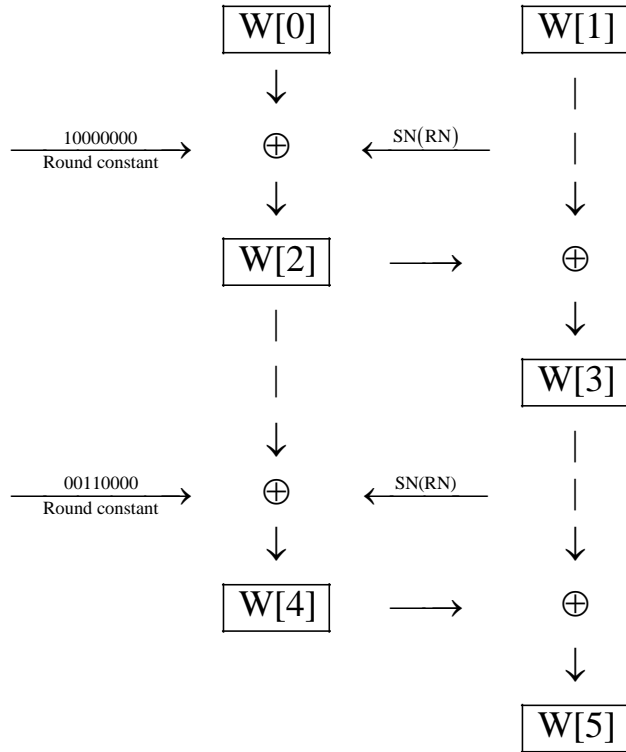 W[0] W[1]
10000000
Round constant
⊕
SN(RN)
W[2] ⊕
W[3]
00110000
Round constant
⊕
SN(RN)
W[4] ⊕
W[5]